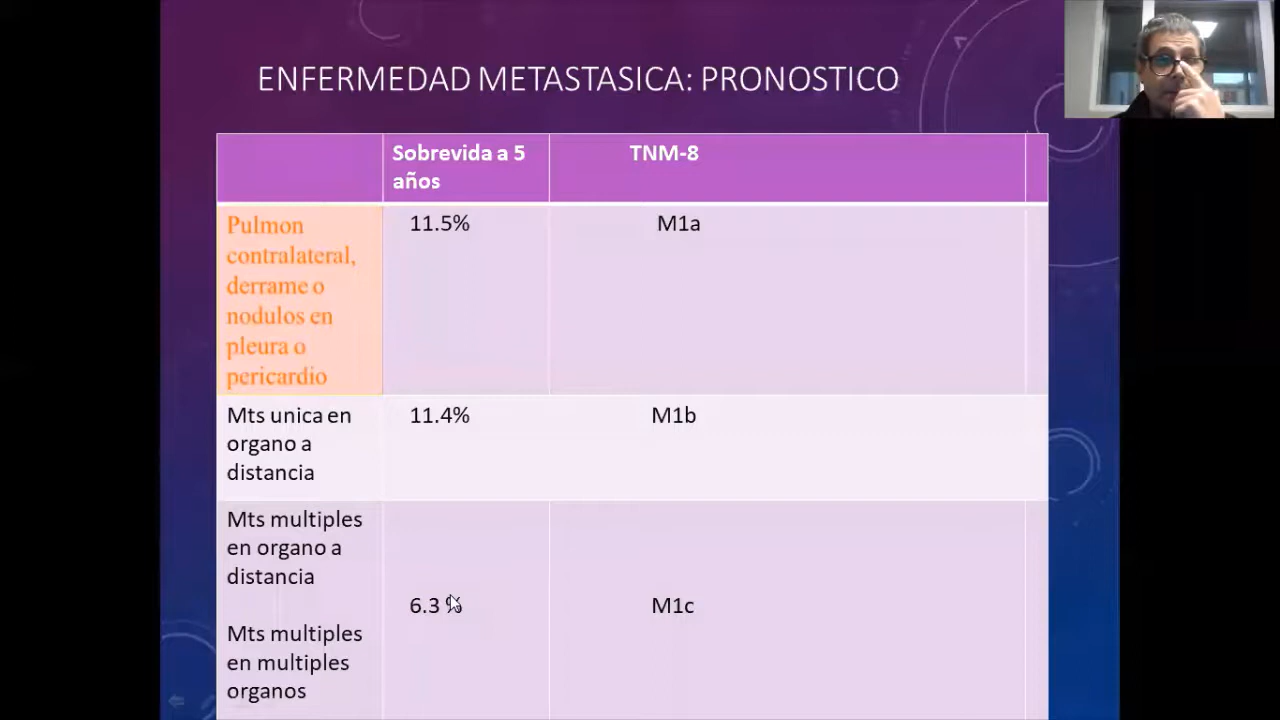 ENFERMEDAD METASTASICA: PRONOSTICO
Sobrevida a 5
años
TNM-8
Pulmon
contralateral,
derrame o
nodulos en
pleura o
pericardio
11.5%
M1a
Mts unica en
organo a
distancia
11.4%
M1b
Mts multiples
en organo a
distancia
Mts multiples
en multiples
organos
6.3 %
M1c